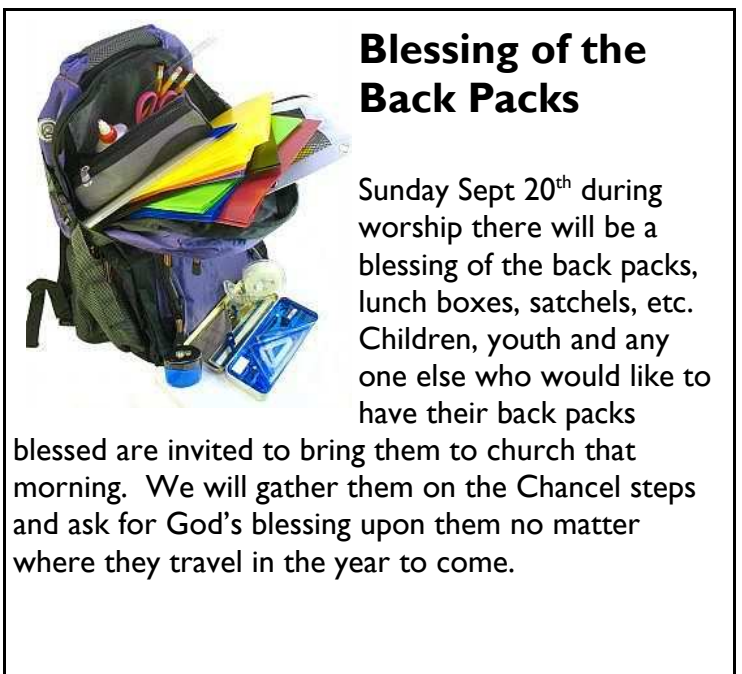 Blessing of the
Back Packs
Sunday Sept 20th during
worship there will be a
blessing of the back packs,
lunch boxes, satchels, etc.
Children, youth and any
one else who would like to
have their back packs
blessed are invited to bring them to church that
morning.  We will gather them on the Chancel steps
and ask for God’s blessing upon them no matter
where they travel in the year to come.